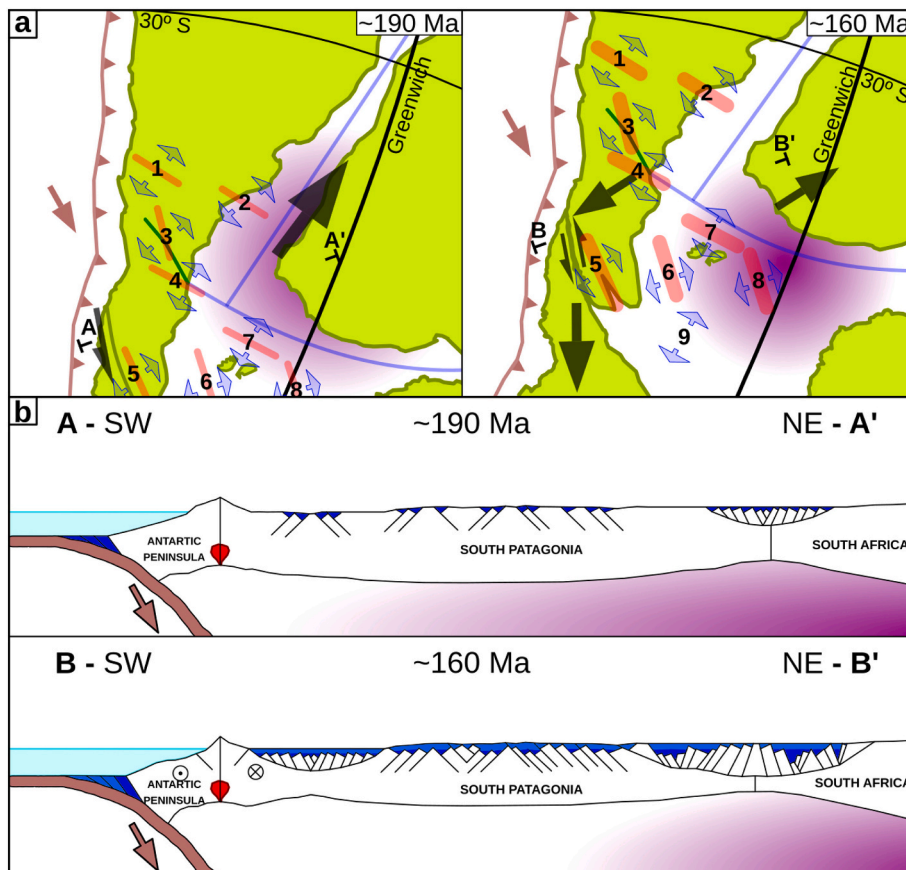 a
30º S
~190 Ma
Greenwich
1
2
3
4
A'
A
5
6
7
8
~160 Ma
30º S
Greenwich
1
2
3
4
B'
B
5
6
7
8
9
b
A - SW
~190 Ma
NE - A'
ANTARTIC
PENINSULA
SOUTH PATAGONIA
SOUTH AFRICA
B - SW
~160 Ma
NE - B'
ANTARTIC
PENINSULA
SOUTH PATAGONIA
SOUTH AFRICA